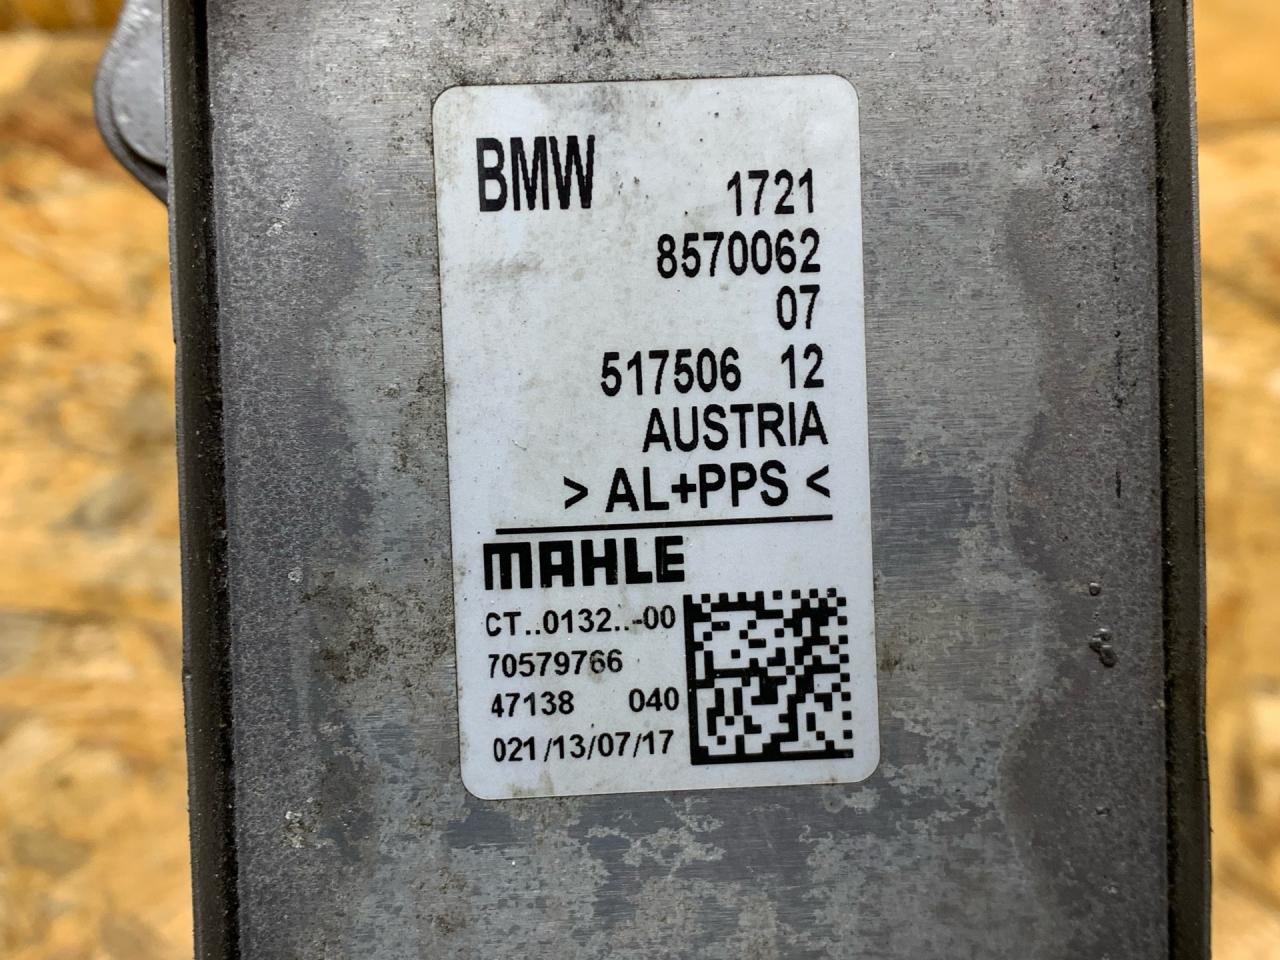 BMW 1721
8570062
07
517506 12
AUSTRIA
> AL+PPS <
MAHLE
CT..0132..-00
70579766
47138 040
021/13/07/17